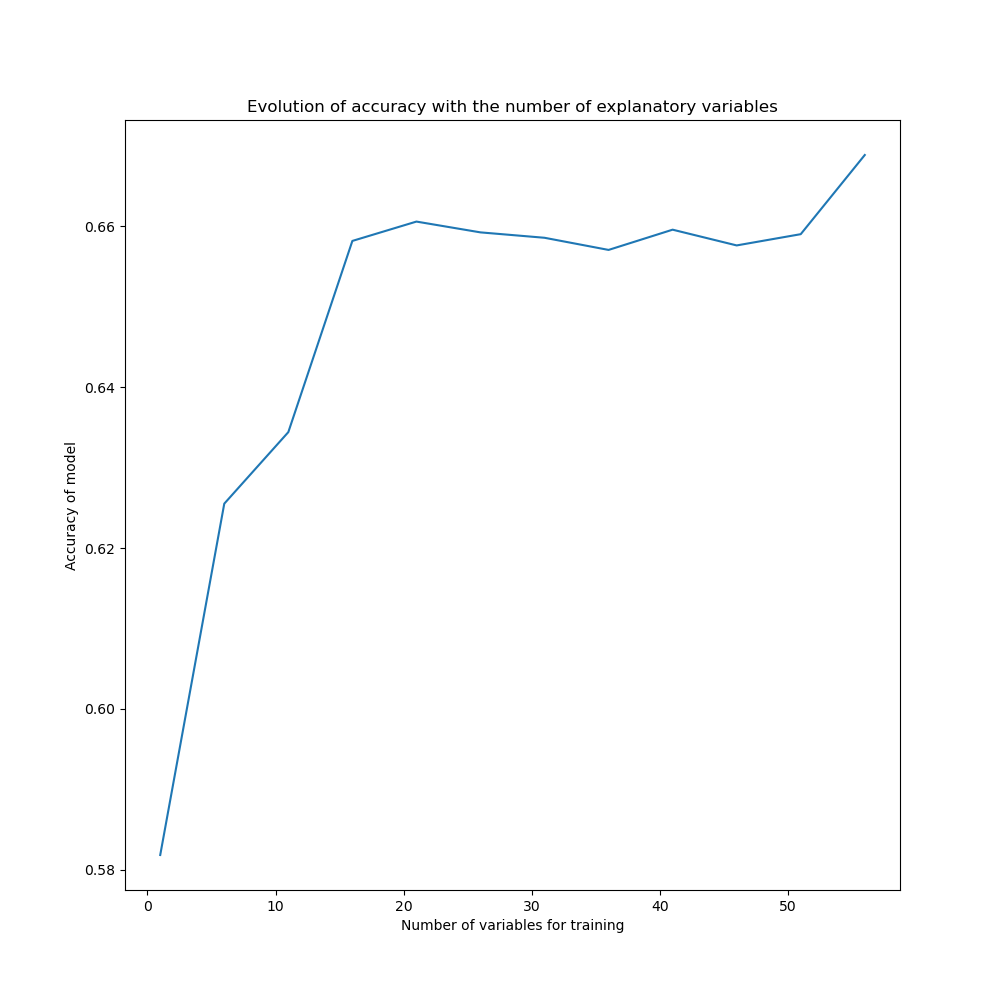 Evolution of accuracy with the number of explanatory variables
0.66
0.64
0.62
0.60
0.58
Accuracy of model
0 10 20 30 40 50
Number of variables for training